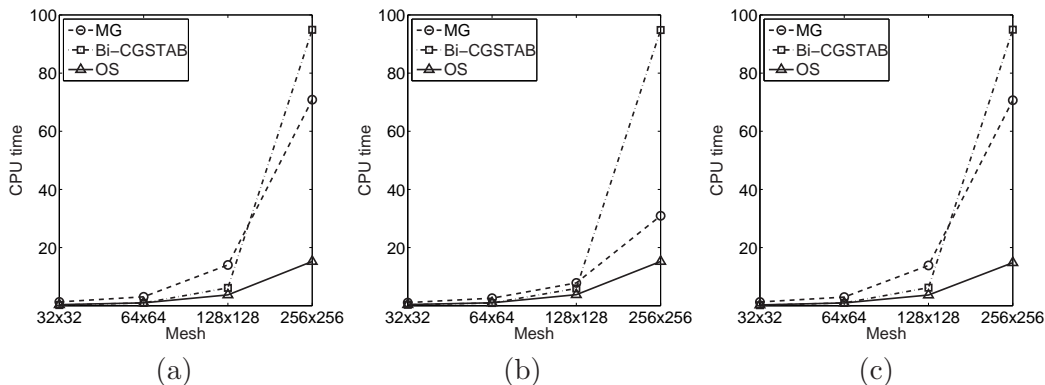 100
80
60
40
20
CPU time
MG
Bi-CGSTAB
OS
32x32 64x64 128x128 256x256
Mesh
(a)
100
80
60
40
20
CPU time
MG
Bi-CGSTAB
OS
32x32 64x64 128x128 256x256
Mesh
(b)
100
80
60
40
20
CPU time
MG
Bi-CGSTAB
OS
32x32 64x64 128x128 256x256
Mesh
(c)